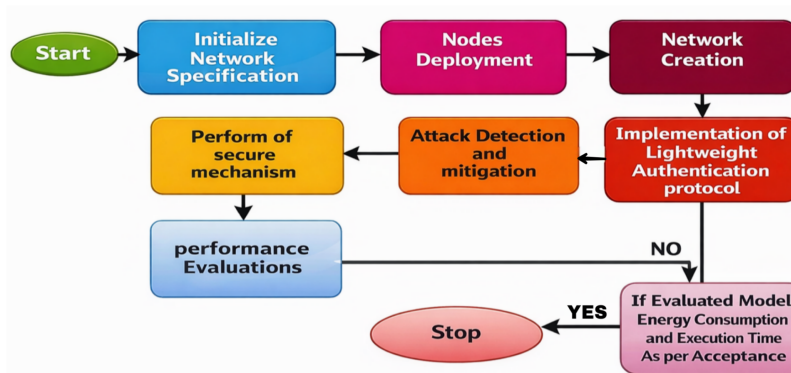 Start
Initialize
Network
Specification
Nodes
Deployment
Network
Creation
Perform of
secure
mechanism
Attack Detection
and
mitigation
Implementation of
Lightweight
Authentication
protocol
performance
Evaluations
NO
If Evaluated Model
Energy Consumption
and Execution Time
As per Acceptance
YES
Stop